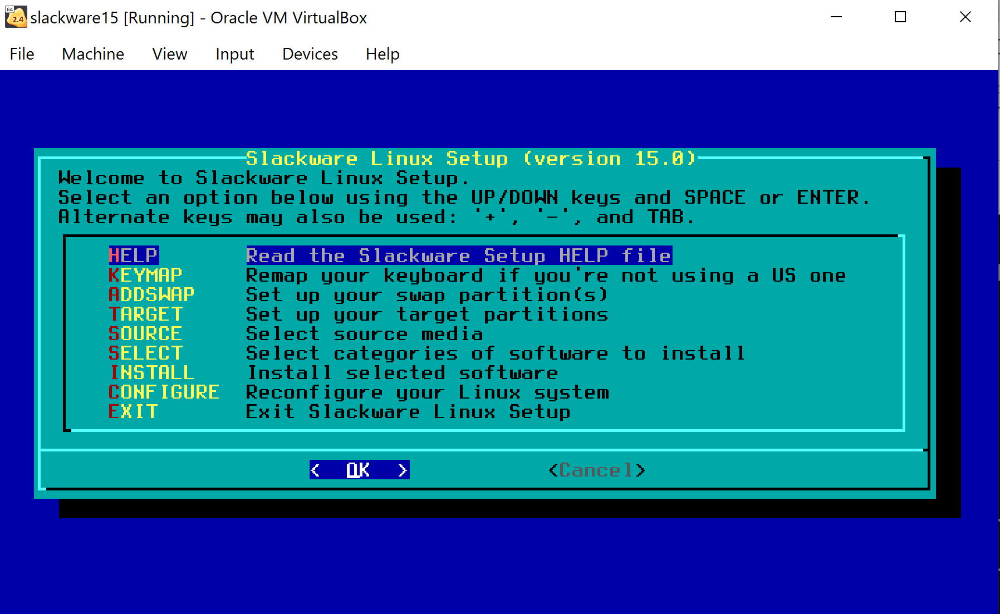 64
2.4
slackware15 [Running] - Oracle VM VirtualBox
File Machine View Input Devices Help
Slackware Linux Setup (version 15.0)
Welcome to Slackware Linux Setup.
Select an option below using the UP/DOWN keys and SPACE or ENTER.
Alternate keys may also be used: '+', '-', and TAB.
HELP Read the Slackware Setup HELP file
KEYMAP Remap your keyboard if you're not using a US one
ADDSWAP Set up your swap partition(s)
TARGET Set up your target partitions
SOURCE Select source media
SELECT Select categories of software to install
INSTALL Install selected software
CONFIGURE Reconfigure your Linux system
EXIT Exit Slackware Linux Setup
< OK > <Cancel>